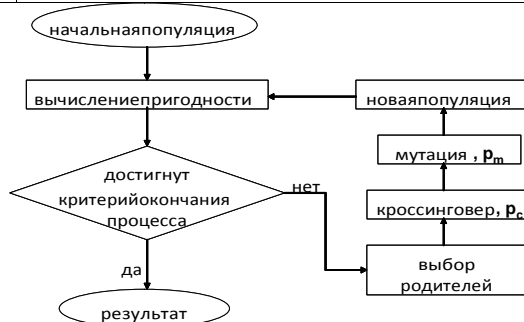 начальнаяпопуляция
вычислениепригодности
новаяпопуляция
мутация , pm
достигнут
критерийокончания
процесса
нет
кроссинговер, pc
выбор
родителей
да
результат